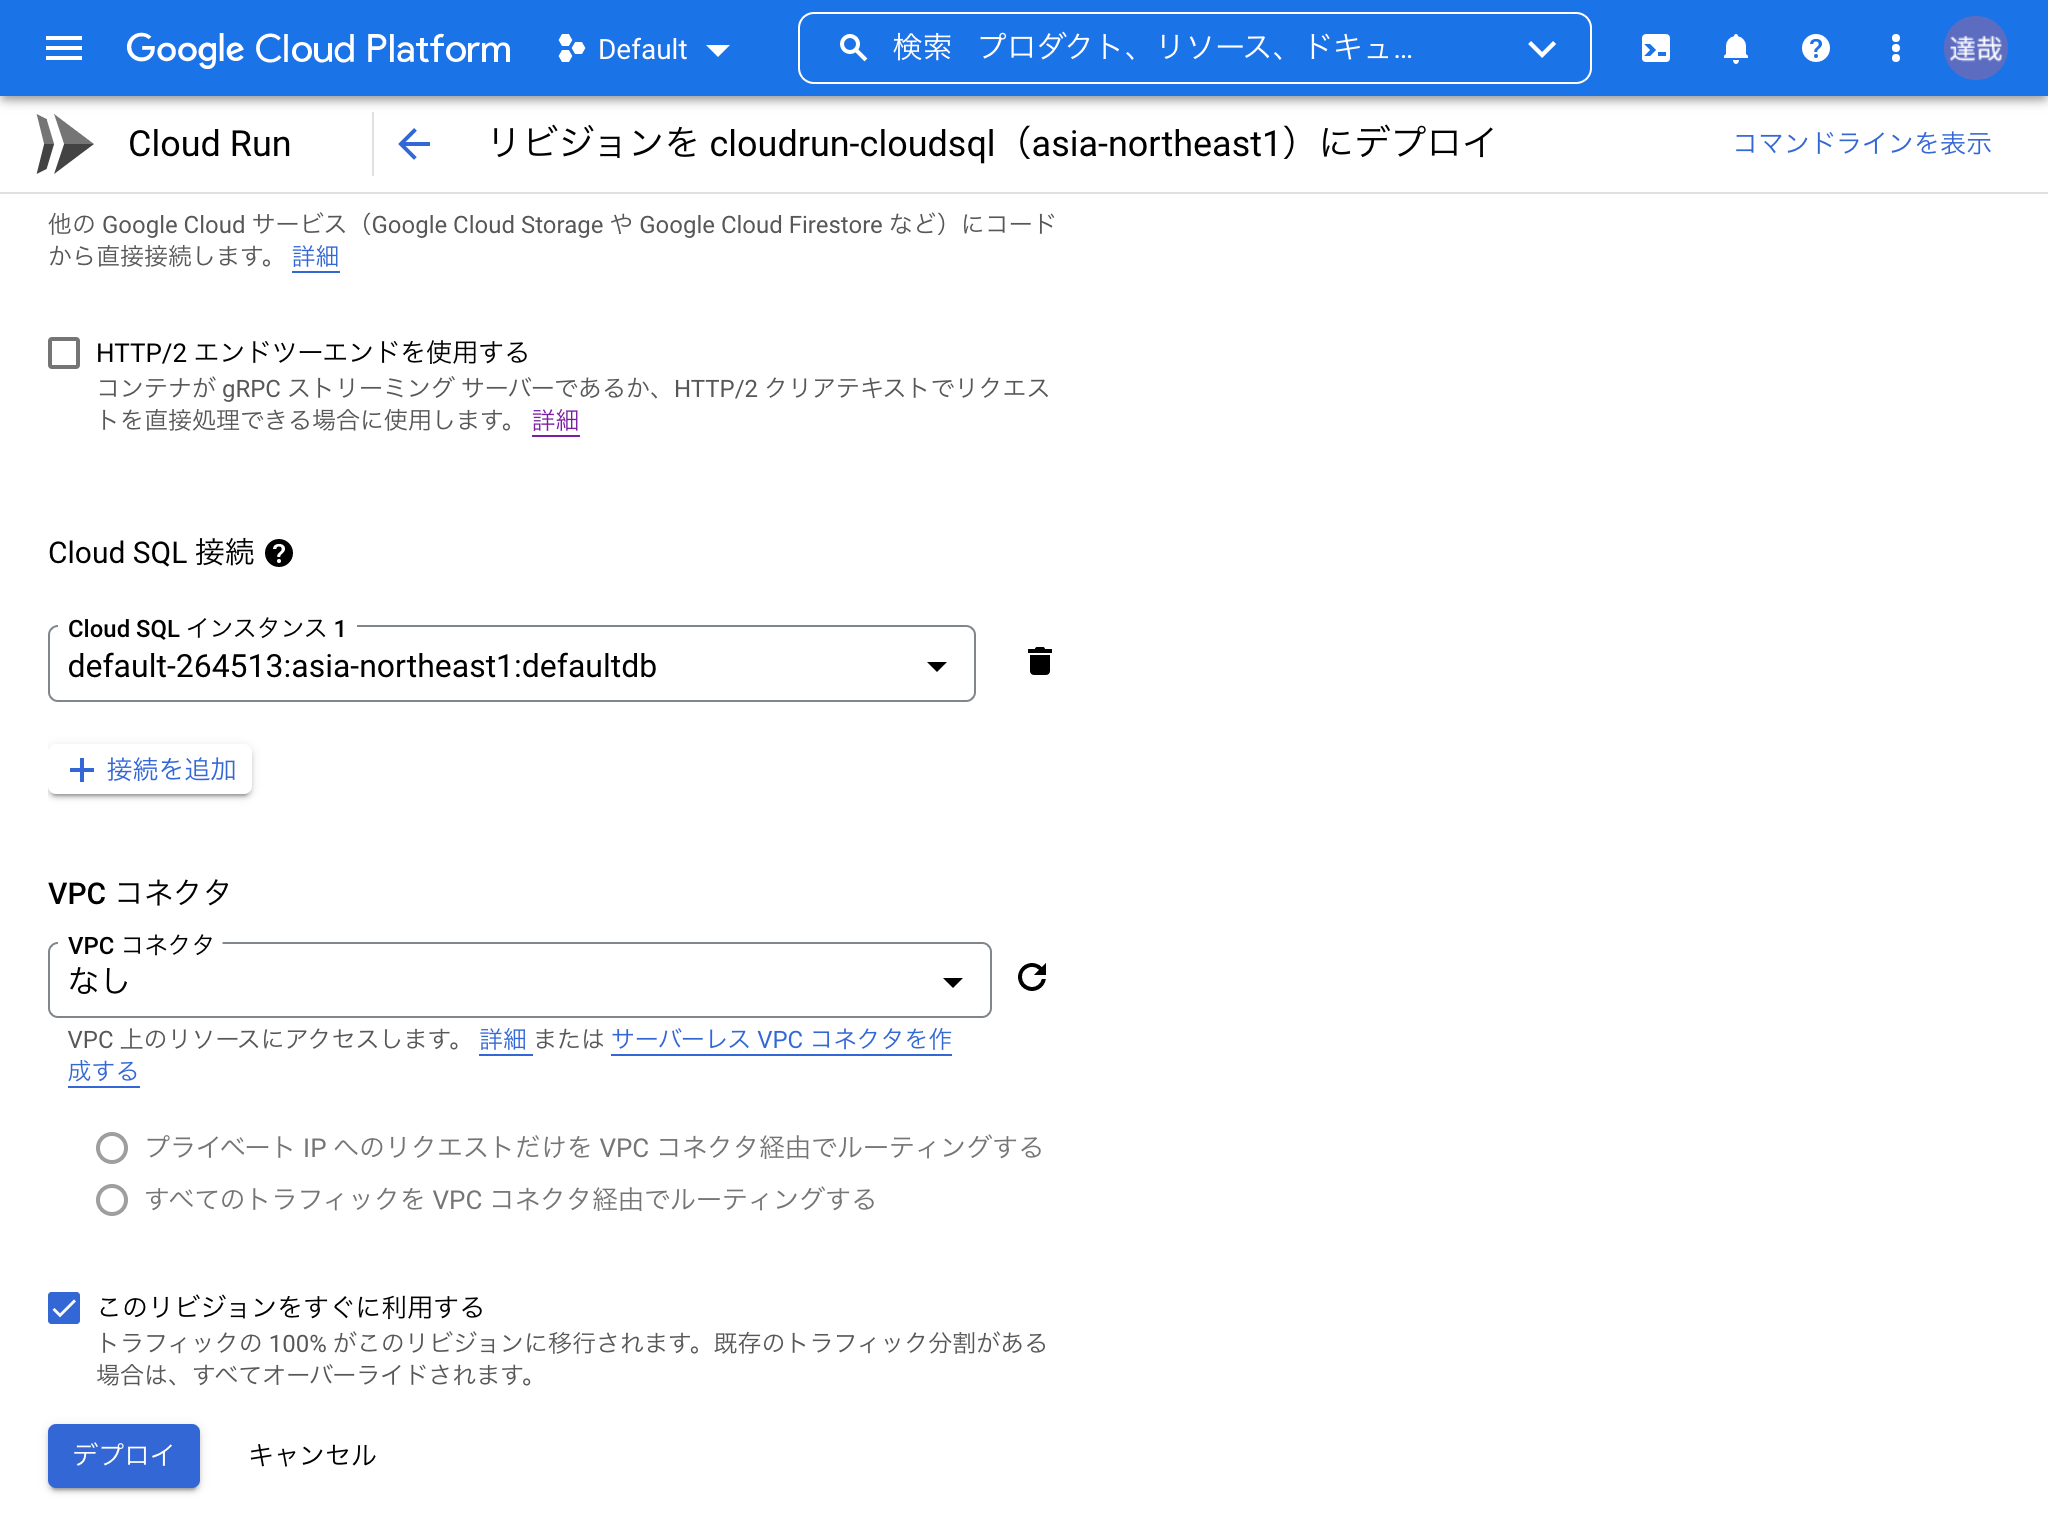 Google Cloud Platform
Default
検索 プロダクト、リソース、ドキュ...
達哉
Cloud Run
リビジョンを cloudrun-cloudsql（asia-northeast1）にデプロイ
コマンドラインを表示
他の Google Cloud サービス（Google Cloud Storage や Google Cloud Firestore など）にコード
から直接接続します。 詳細
HTTP/2 エンドツーエンドを使用する
コンテナが gRPC ストリーミング サーバーであるか、HTTP/2 クリアテキストでリクエス
トを直接処理できる場合に使用します。 詳細
Cloud SQL 接続
Cloud SQL インスタンス 1
default-264513:asia-northeast1:defaultdb
接続を追加
VPC コネクタ
VPC コネクタ
なし
VPC 上のリソースにアクセスします。 詳細 または サーバーレス VPC コネクタを作
成する
プライベート IP へのリクエストだけを VPC コネクタ経由でルーティングする
すべてのトラフィックを VPC コネクタ経由でルーティングする
このリビジョンをすぐに利用する
トラフィックの 100% がこのリビジョンに移行されます。既存のトラフィック分割がある
場合は、すべてオーバーライドされます。
デプロイ
キャンセル